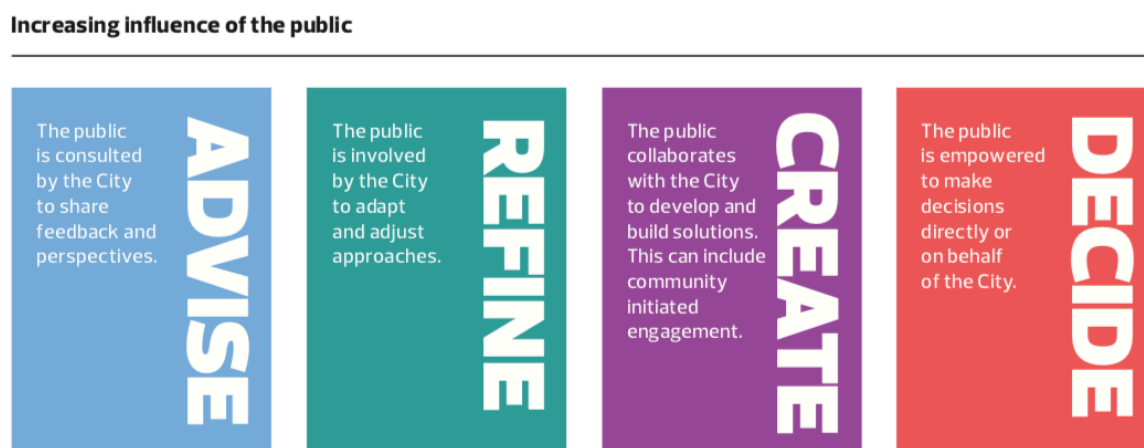 Increasing influence of the public
The public
is consulted
by the City
to share
feedback and
perspectives.
ADVISE
The public
is involved
by the City
to adapt
and adjust
approaches.
REFINE
The public
collaborates
with the City
to develop and
build solutions.
This can include
community
initiated
engagement.
CREATE
The public
is empowered
to make
decisions
directly or
on behalf
of the City.
DECIDE